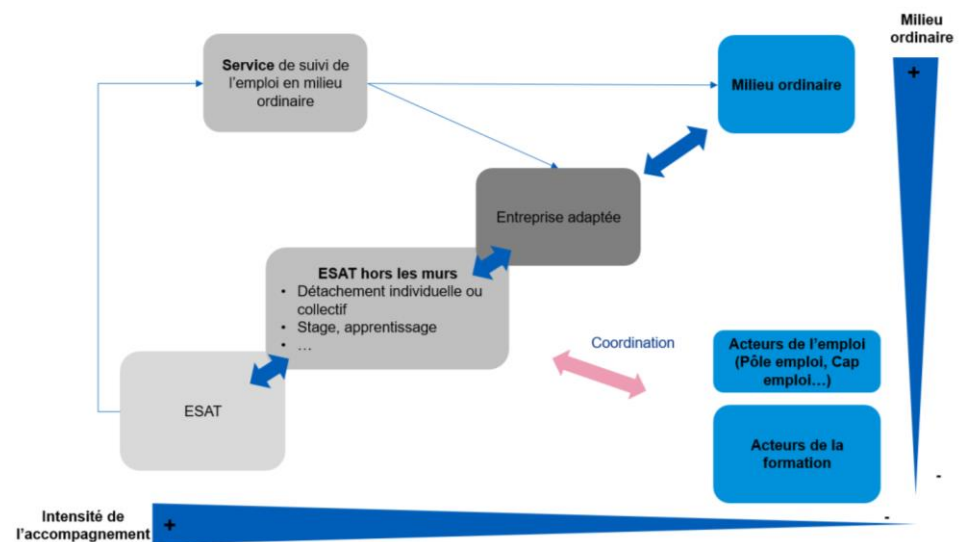 Milieu
ordinaire
+
Service de suivi de
l'emploi en milieu
ordinaire
Milieu ordinaire
Entreprise adaptée
ESAT hors les murs
• Détachement individuelle ou
collectif
• Stage, apprentissage
• …
Coordination
Acteurs de l'emploi
(Pôle emploi, Cap
emploi…)
ESAT
Acteurs de la
formation
-
Intensité de
l'accompagnement
+
-